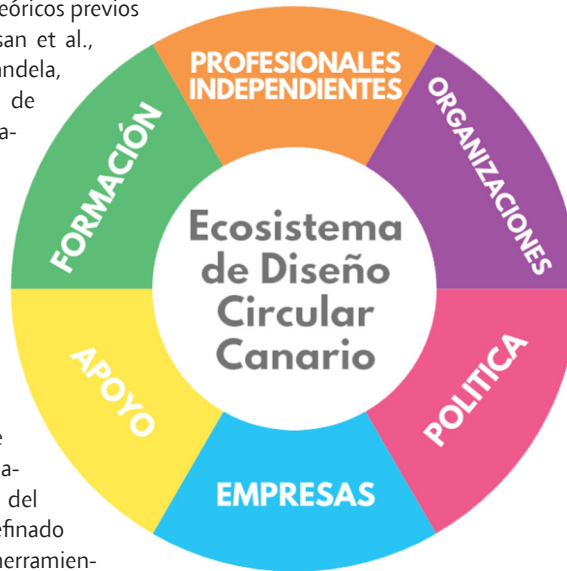 eóricos previos
san et al.,
andela,
de
a-
PROFESIONALES
INDEPENDIENTES
ORGANIZACIONES
FORMACIÓN
Ecosistema
de Diseño
Circular
Canario
APOYO
POLITICA
EMPRESAS
e
a-
del
efinado
herramien-